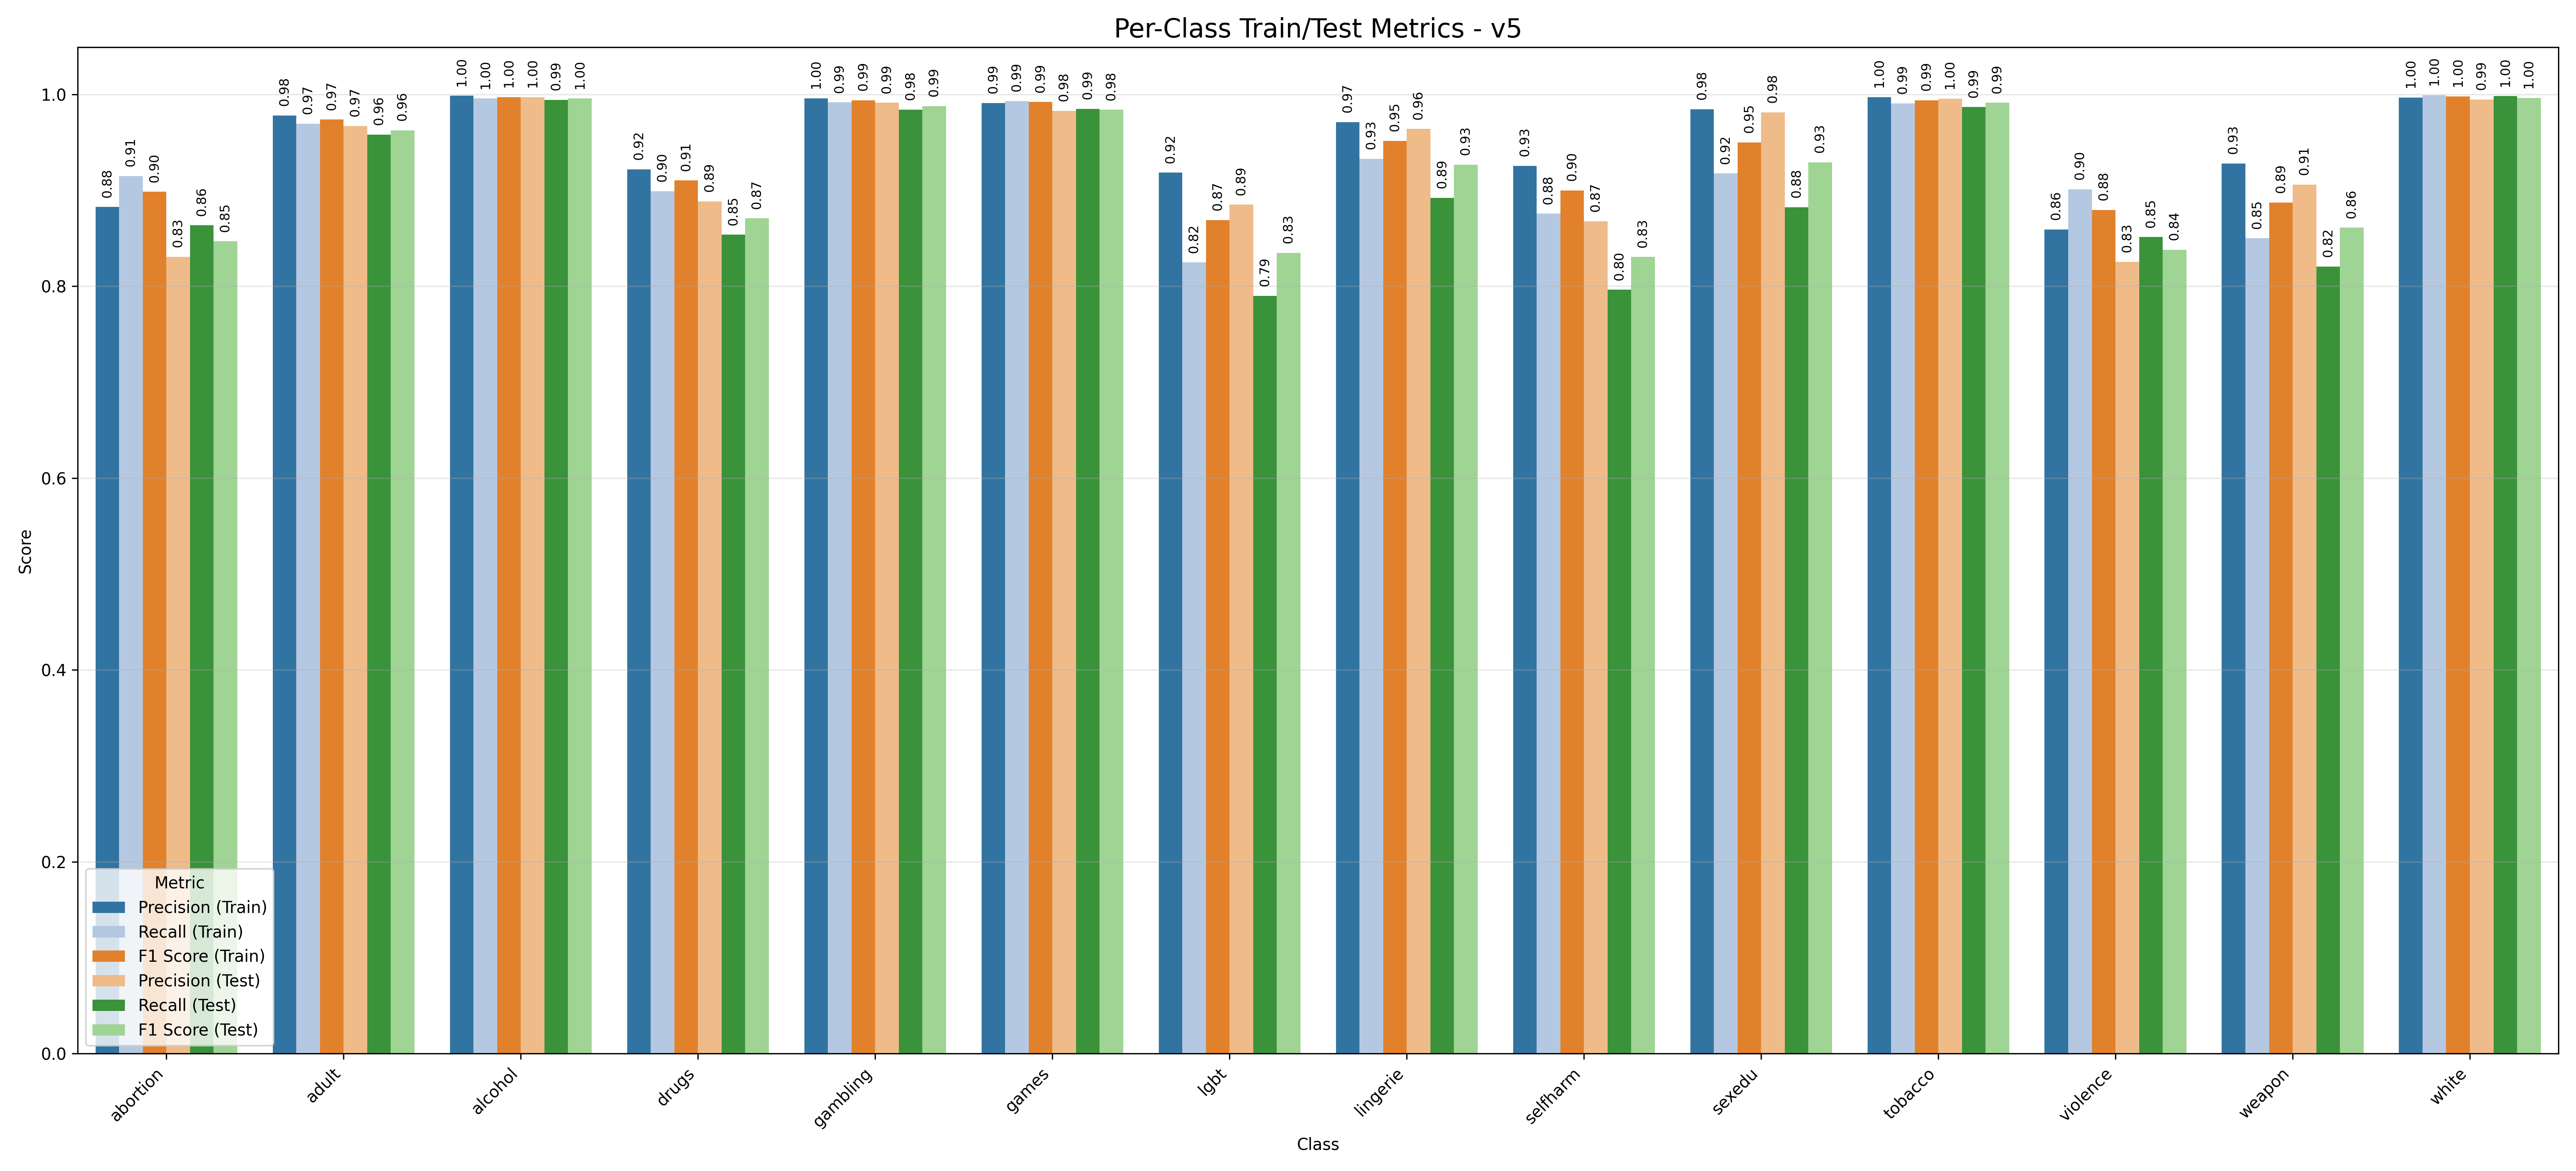 Per-Class Train/Test Metrics - v5
Score
1.0
0.8
0.6
0.4
0.2
0.0
0.88 0.91 0.90 0.83 0.86 0.85
0.98 0.97 0.97 0.97 0.96 0.96
1.00 1.00 1.00 1.00 0.99 1.00
0.92 0.90 0.91 0.89 0.85 0.87
1.00 0.99 0.99 0.99 0.98 0.99
0.99 0.99 0.99 0.98 0.99 0.98
0.92 0.82 0.87 0.89 0.79 0.83
0.97 0.93 0.95 0.96 0.89 0.93
0.93 0.88 0.90 0.87 0.80 0.83
0.98 0.92 0.95 0.98 0.88 0.93
1.00 0.99 0.99 1.00 0.99 0.99
0.86 0.90 0.88 0.83 0.85 0.84
0.93 0.85 0.89 0.91 0.82 0.86
1.00 1.00 1.00 0.99 1.00 1.00
Metric
Precision (Train)
Recall (Train)
F1 Score (Train)
Precision (Test)
Recall (Test)
F1 Score (Test)
abortion
adult
alcohol
drugs
gambling
games
lgbt
lingerie
selfharm
sexedu
tobacco
violence
weapon
white
Class